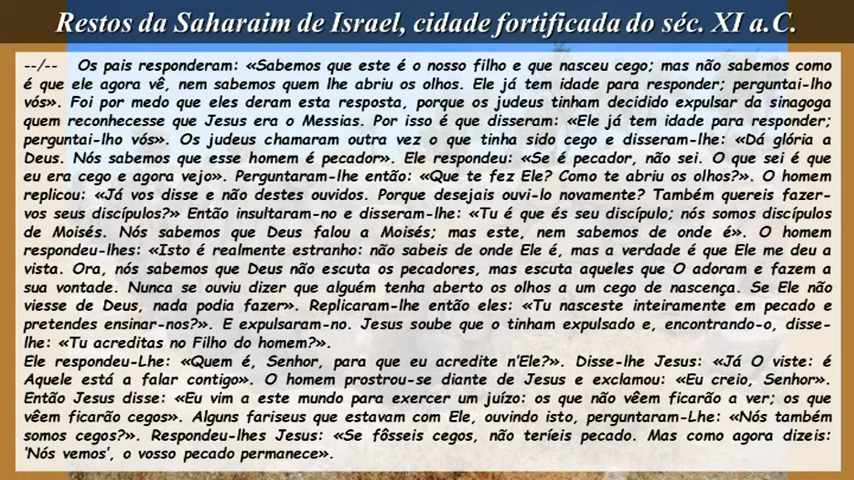 Restos da Saharaim de Israel, cidade fortificada do séc. XI a.C.
--/-- Os pais responderam: «Sabemos que este é o nosso filho e que nasceu cego; mas não sabemos como
é que ele agora vê, nem sabemos quem lhe abriu os olhos. Ele já tem idade para responder; perguntai-lho
vós». Foi por medo que eles deram esta resposta, porque os judeus tinham decidido expulsar da sinagoga
quem reconhecesse que Jesus era o Messias. Por isso é que disseram: «Ele já tem idade para responder;
perguntai-lho vós». Os judeus chamaram outra vez o que tinha sido cego e disseram-lhe: «Dá glória a
Deus. Nós sabemos que esse homem é pecador». Ele respondeu: «Se é pecador, não sei. O que sei é que
eu era cego e agora vejo». Perguntaram-lhe então: «Que te fez Ele? Como te abriu os olhos?». O homem
replicou: «Já vos disse e não destes ouvidos. Porque desejais ouvi-lo novamente? Também quereis fazer-
vos seus discípulos?» Então insultaram-no e disseram-lhe: «Tu é que és seu discípulo; nós somos discípulos
de Moisés. Nós sabemos que Deus falou a Moisés; mas este, nem sabemos de onde é». O homem
respondeu-lhes: «Isto é realmente estranho: não sabeis de onde Ele é, mas a verdade é que Ele me deu a
vista. Ora, nós sabemos que Deus não escuta os pecadores, mas escuta aqueles que O adoram e fazem a
sua vontade. Nunca se ouviu dizer que alguém tenha aberto os olhos a um cego de nascença. Se Ele não
viesse de Deus, nada podia fazer». Replicaram-lhe então eles: «Tu nasceste inteiramente em pecado e
pretendes ensinar-nos?». E expulsaram-no. Jesus soube que o tinham expulsado e, encontrando-o, disse-
lhe: «Tu acreditas no Filho do homem?».
Ele respondeu-Lhe: «Quem é, Senhor, para que eu acredite n'Ele?». Disse-lhe Jesus: «Já O viste: é
Aquele está a falar contigo». O homem prostrou-se diante de Jesus e exclamou: «Eu creio, Senhor».
Então Jesus disse: «Eu vim a este mundo para exercer um juízo: os que não vêem ficarão a ver; os que
vêem ficarão cegos». Alguns fariseus que estavam com Ele, ouvindo isto, perguntaram-Lhe: «Nós também
somos cegos?». Respondeu-lhes Jesus: «Se fôsseis cegos, não teríeis pecado. Mas como agora dizeis:
'Nós vemos', o vosso pecado permanece».